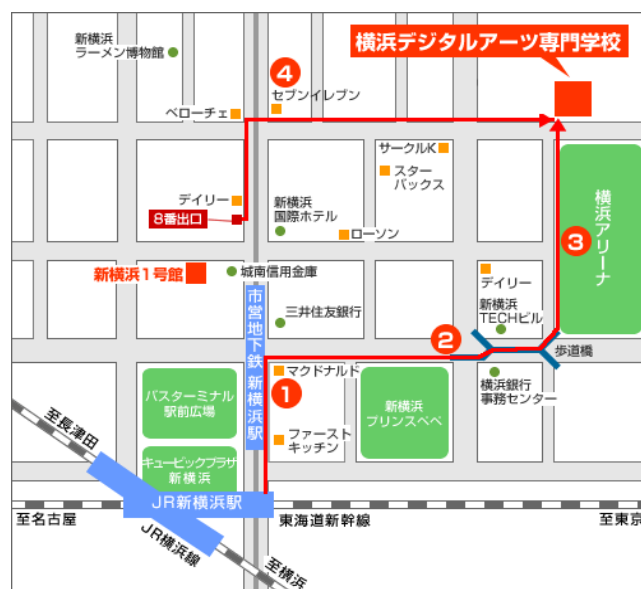 横浜デジタルアーツ専門学校
新横浜
ラーメン博物館
4
セブンイレブン
ベローチェ
サークルK
スター
バックス
デイリー
8番出口
新横浜
国際ホテル
ローソン
横浜アリーナ
3
新横浜1号館
城南信用金庫
デイリー
新横浜
TECHビル
三井住友銀行
市営地下鉄 新横浜駅
2
歩道橋
1
マクドナルド
横浜銀行
事務センター
バスターミナル
駅前広場
新横浜
プリンスペペ
ファースト
キッチン
至長津田
キュービックプラザ
新横浜
JR新横浜駅
至名古屋
JR横浜線
東海道新幹線
至東京
至横浜